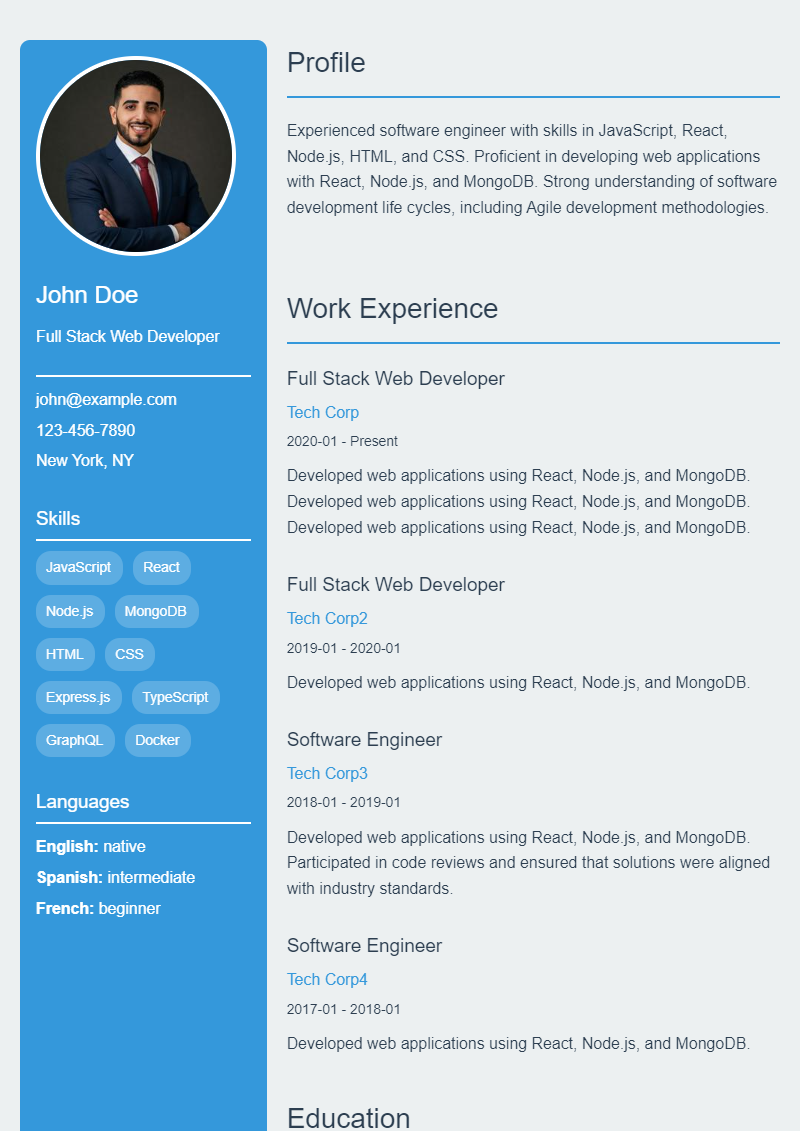 John Doe
Full Stack Web Developer
john@example.com
123-456-7890
New York, NY
Skills
JavaScript React
Node.js MongoDB
HTML CSS
Express.js TypeScript
GraphQL Docker
Languages
English: native
Spanish: intermediate
French: beginner
Profile
Experienced software engineer with skills in JavaScript, React,
Node.js, HTML, and CSS. Proficient in developing web applications
with React, Node.js, and MongoDB. Strong understanding of software
development life cycles, including Agile development methodologies.
Work Experience
Full Stack Web Developer
Tech Corp
2020-01 - Present
Developed web applications using React, Node.js, and MongoDB.
Developed web applications using React, Node.js, and MongoDB.
Developed web applications using React, Node.js, and MongoDB.
Full Stack Web Developer
Tech Corp2
2019-01 - 2020-01
Developed web applications using React, Node.js, and MongoDB.
Software Engineer
Tech Corp3
2018-01 - 2019-01
Developed web applications using React, Node.js, and MongoDB.
Participated in code reviews and ensured that solutions were aligned
with industry standards.
Software Engineer
Tech Corp4
2017-01 - 2018-01
Developed web applications using React, Node.js, and MongoDB.
Education